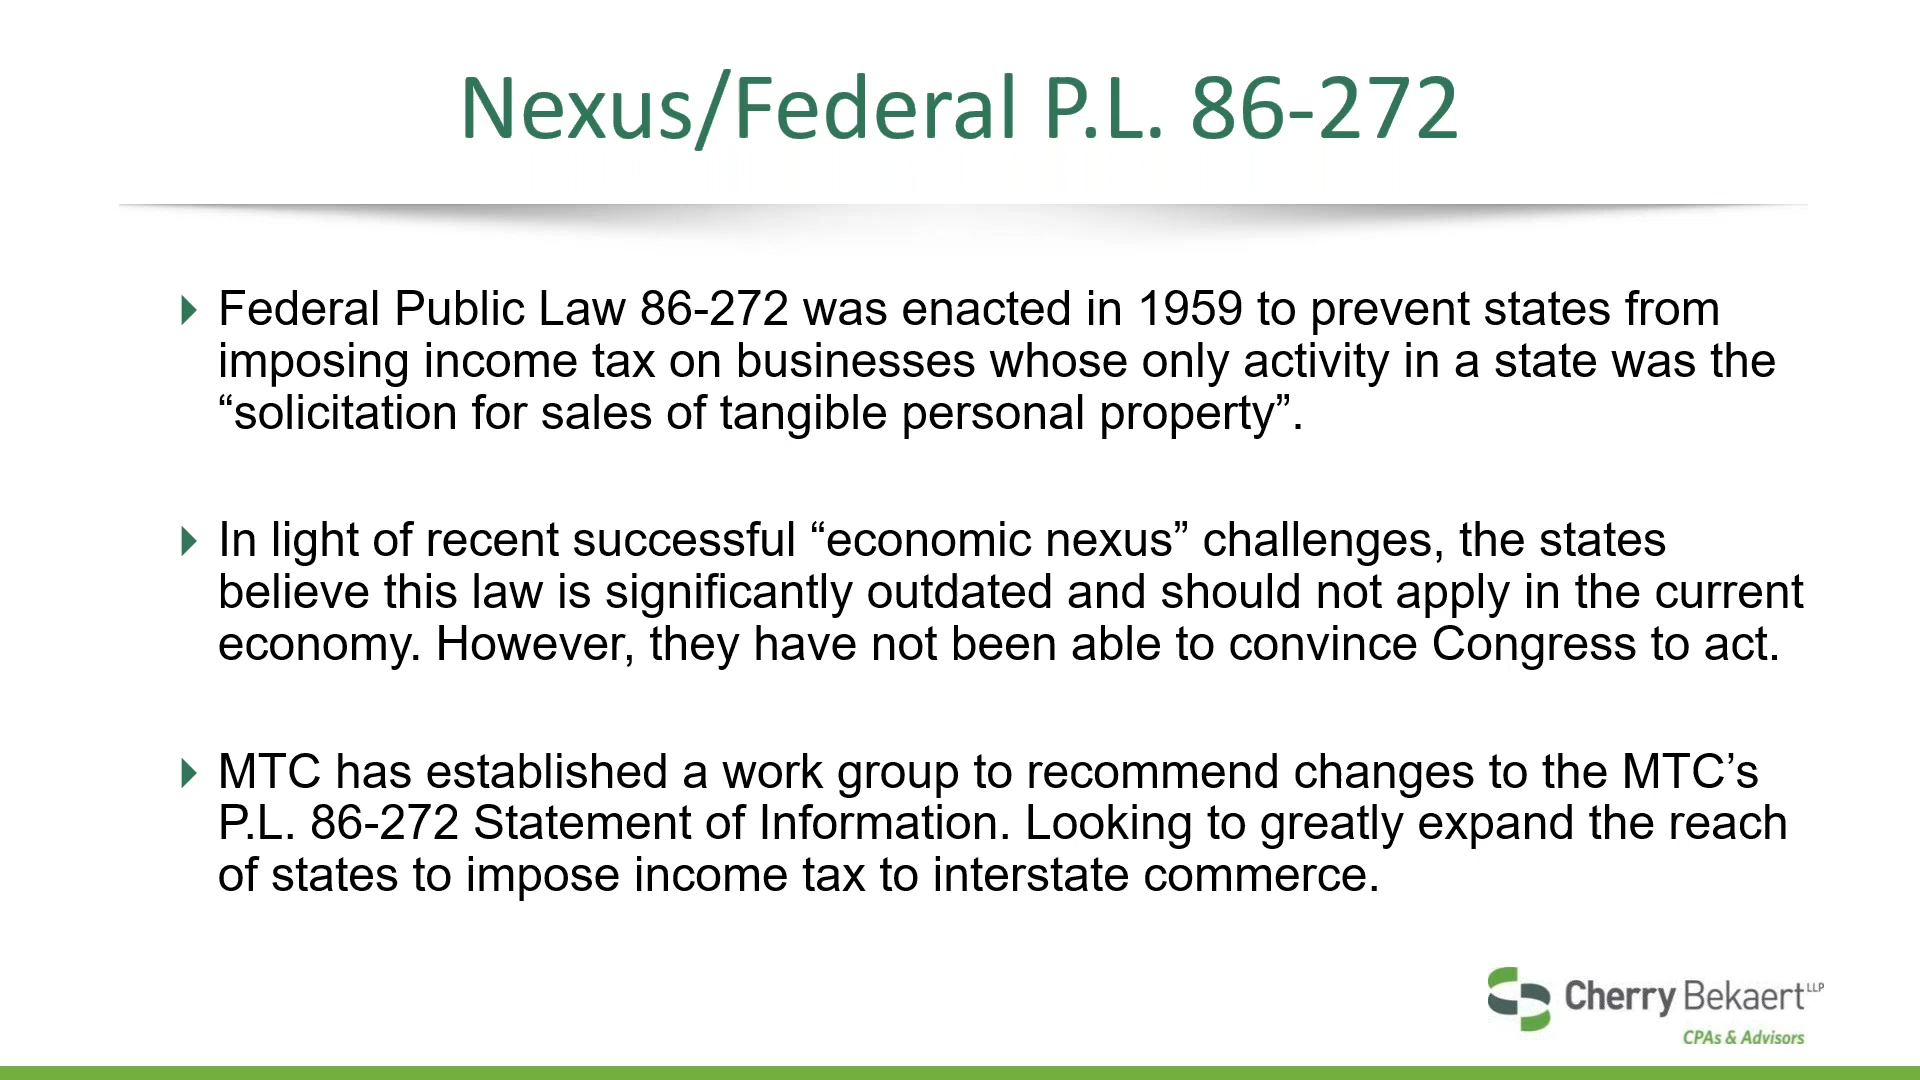 Nexus/Federal P.L. 86-272
Federal Public Law 86-272 was enacted in 1959 to prevent states from
imposing income tax on businesses whose only activity in a state was the
“solicitation for sales of tangible personal property”.
In light of recent successful “economic nexus” challenges, the states
believe this law is significantly outdated and should not apply in the current
economy. However, they have not been able to convince Congress to act.
MTC has established a work group to recommend changes to the MTC’s
P.L. 86-272 Statement of Information. Looking to greatly expand the reach
of states to impose income tax to interstate commerce.
Cherry Bekaert LLP
CPAs & Advisors